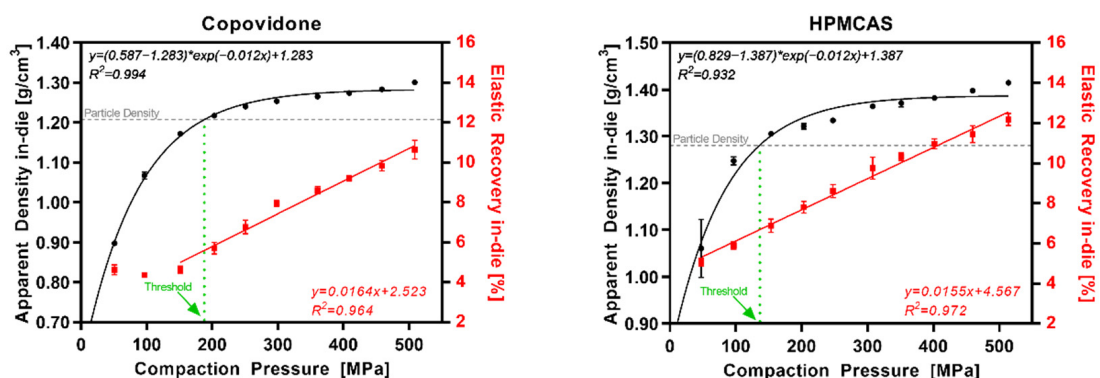 Copovidone
y=(0.587−1.283)*exp(−0.012x)+1.283
R²=0.994
Particle Density
Threshold
y=0.0164x+2.523
R²=0.964
Apparent Density in-die [g/cm³]
1.40
1.30
1.20
1.10
1.00
0.90
0.80
0.70
Elastic Recovery in-die [%]
16
14
12
10
8
6
4
2
0 100 200 300 400 500
Compaction Pressure [MPa]
HPMCAS
y=(0.829−1.387)*exp(−0.012x)+1.387
R²=0.932
Particle Density
Threshold
y=0.0155x+4.567
R²=0.972
Apparent Density in-die [g/cm³]
1.50
1.40
1.30
1.20
1.10
1.00
0.90
Elastic Recovery in-die [%]
16
14
12
10
8
6
4
2
0 100 200 300 400 500
Compaction Pressure [MPa]